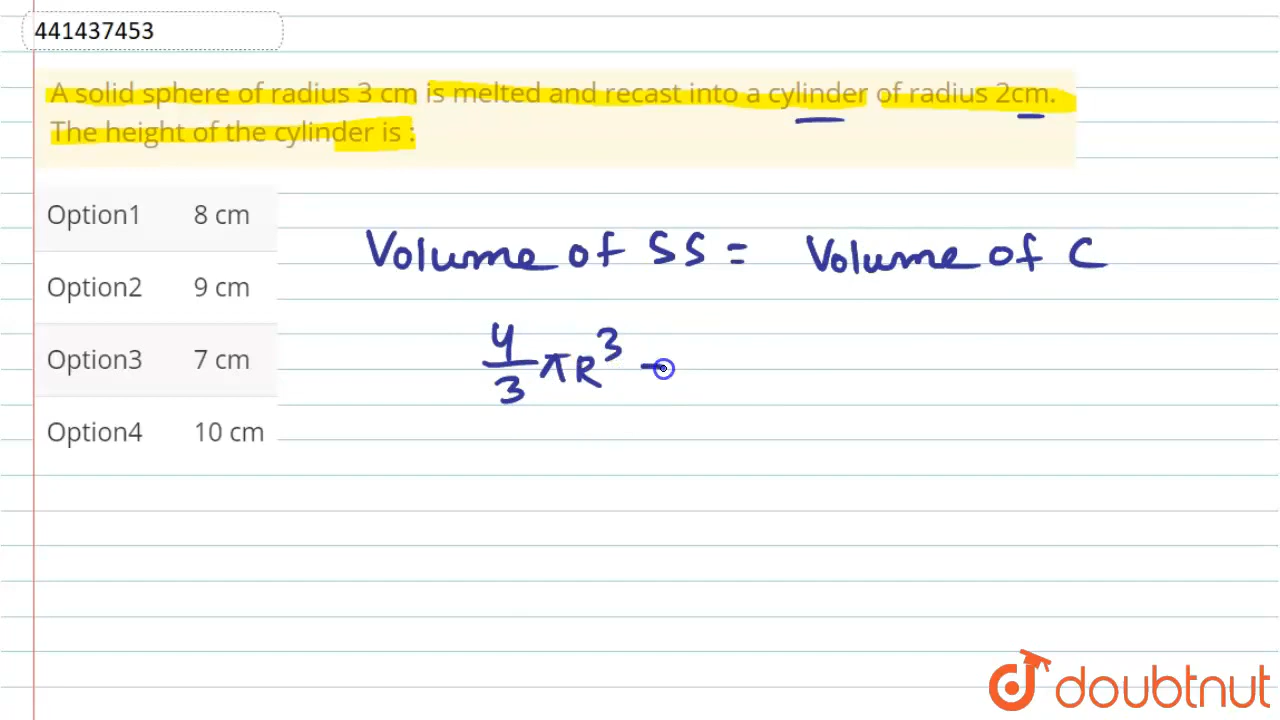 441437453
A solid sphere of radius 3 cm is melted and recast into a cylinder of radius 2cm.
The height of the cylinder is :
Option1 8 cm
Option2 9 cm
Option3 7 cm
Option4 10 cm
Volume of SS = Volume of C
4/3 πR³ -
doubtnut